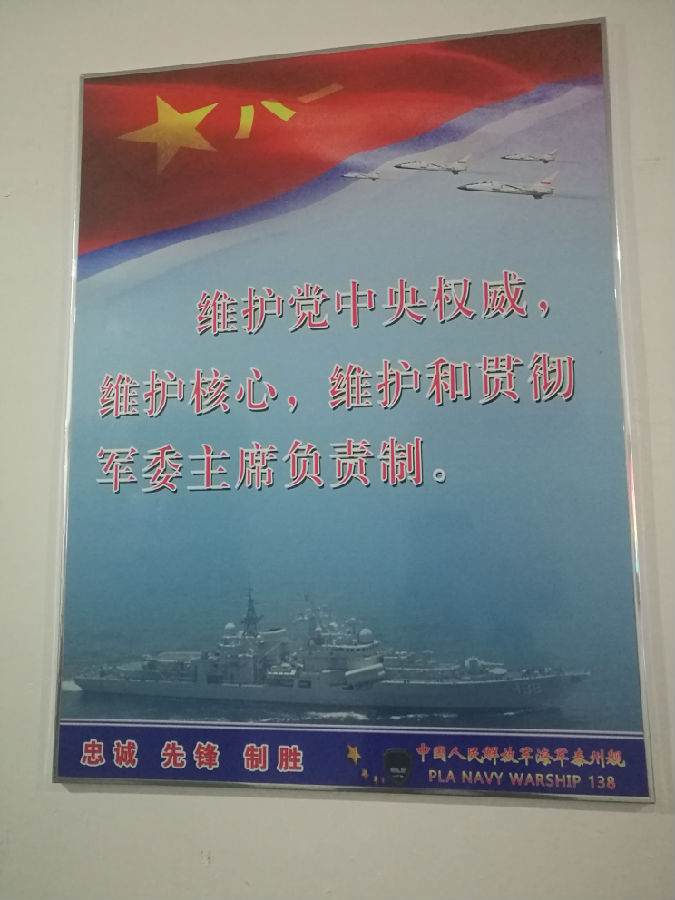 八一
维护党中央权威，
维护核心，维护和贯彻
军委主席负责制。
138
忠诚 先锋 制胜
中国人民解放军海军泰州舰
PLA NAVY WARSHIP 138